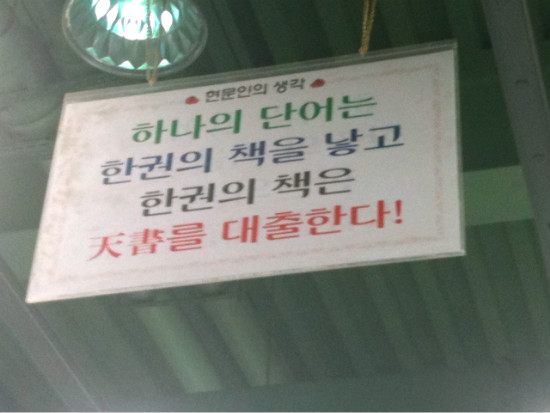 현문인의 생각
하나의 단어는
한권의 책을 낳고
한권의 책은
天書를 대출한다!